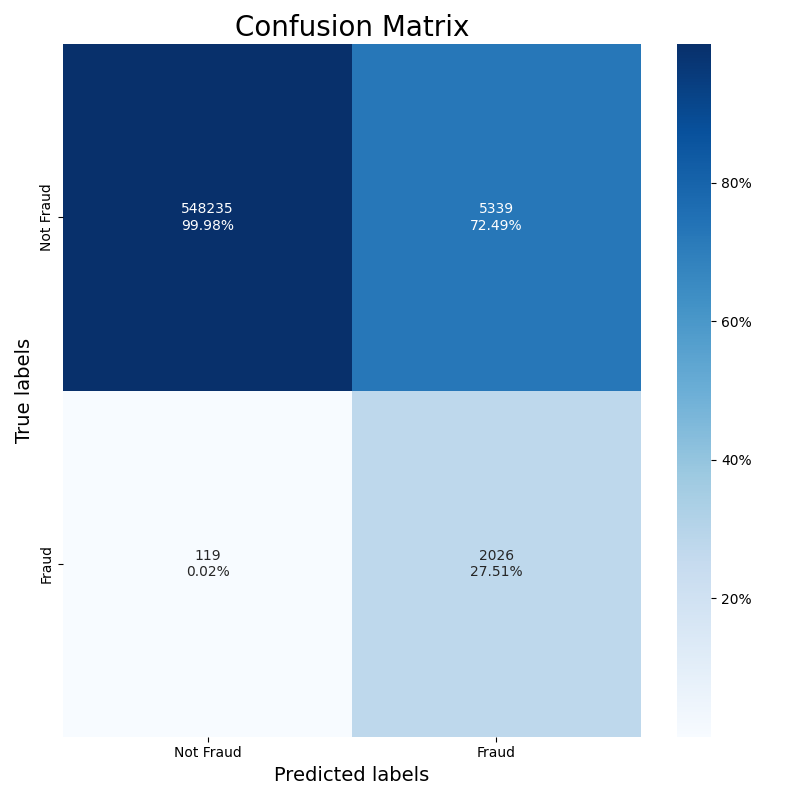 Confusion Matrix
True labels
Not Fraud
Fraud
548235
99.98%
5339
72.49%
119
0.02%
2026
27.51%
Not Fraud
Fraud
Predicted labels
80%
60%
40%
20%